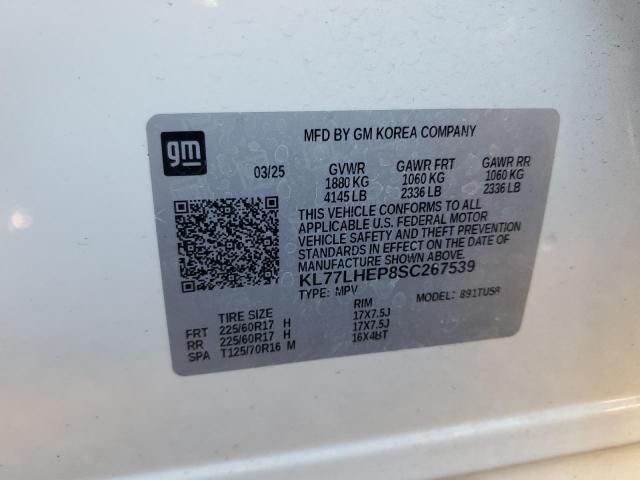 gm
MFD BY GM KOREA COMPANY
03/25 GVWR GAWR FRT GAWR RR
1880 KG 1060 KG 1060 KG
4145 LB 2336 LB 2336 LB
THIS VEHICLE CONFORMS TO ALL
APPLICABLE U.S. FEDERAL MOTOR
VEHICLE SAFETY AND THEFT PREVENTION
STANDARDS IN EFFECT ON THE DATE OF
MANUFACTURE SHOWN ABOVE.
KL77LHEP8SC267539
TYPE: MPV MODEL: 891TUSR
TIRE SIZE RIM
FRT 225/60R17 H 17X7.5J
RR 225/60R17 H 17X7.5J
SPA T125/70R16 M 16X4BT